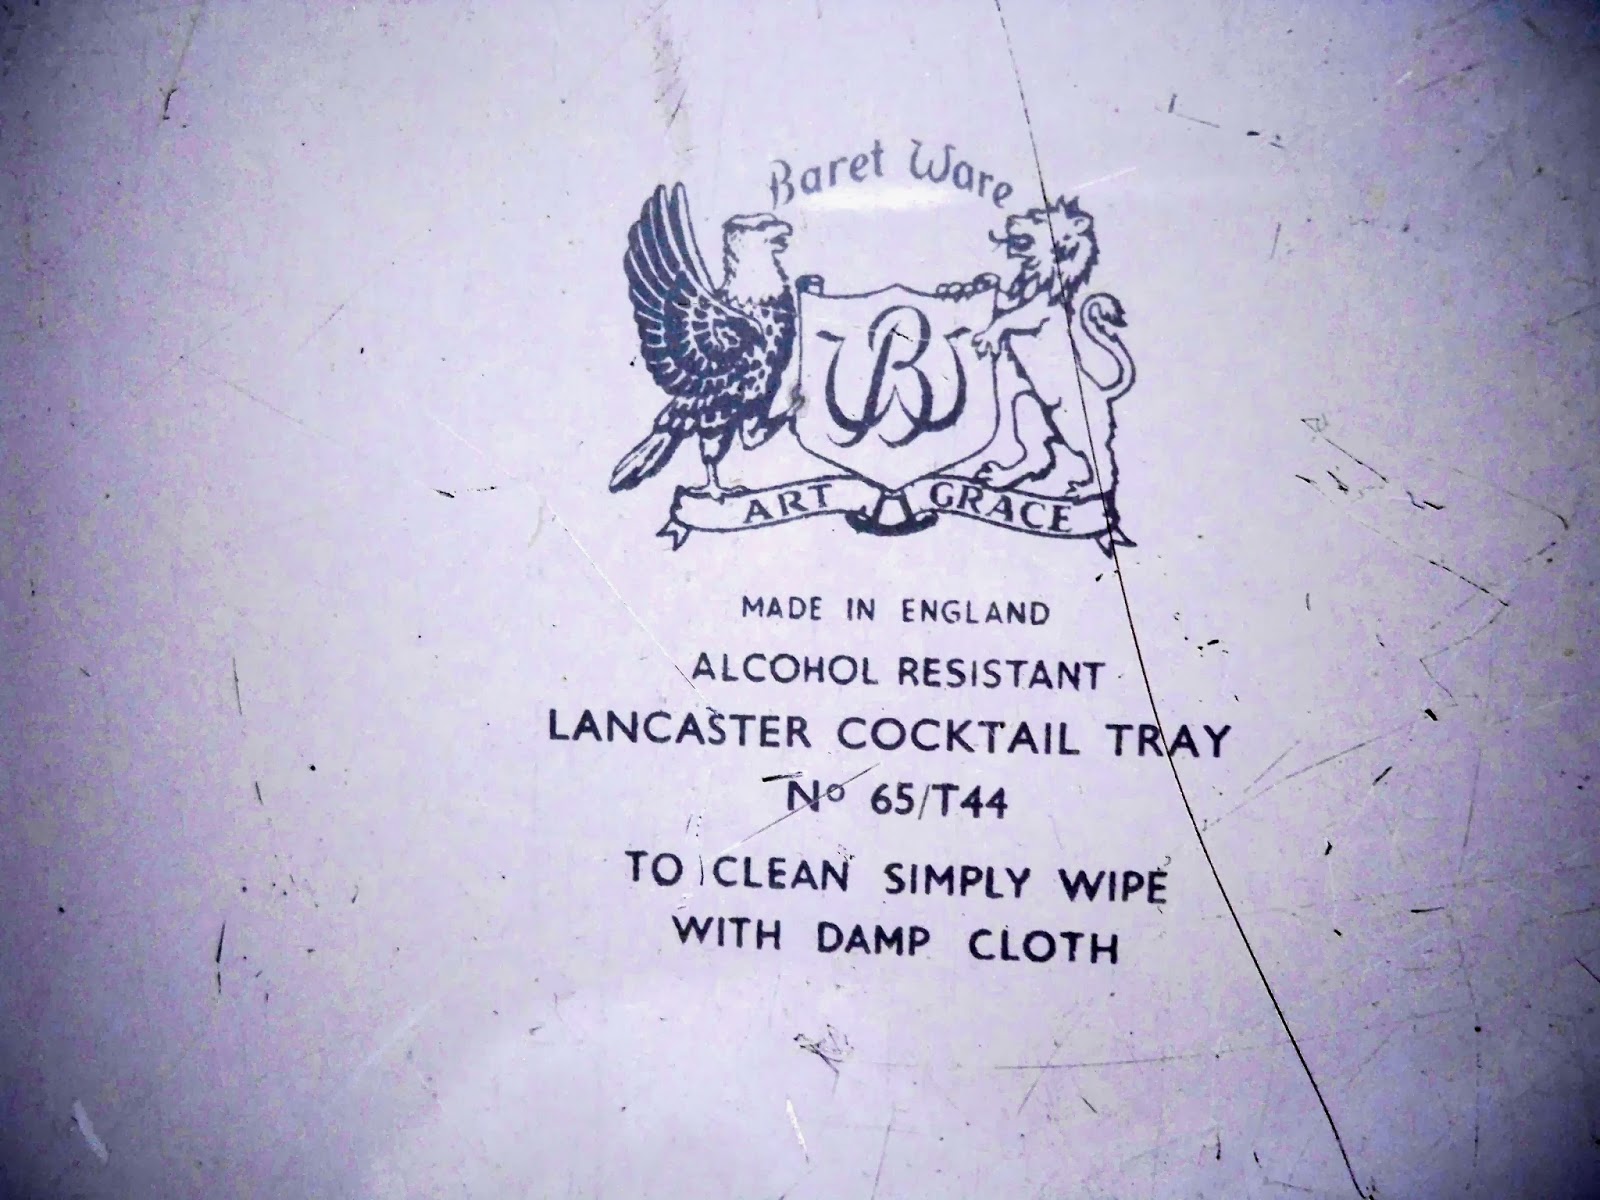 Baret Ware
BW
ART GRACE
MADE IN ENGLAND
ALCOHOL RESISTANT
LANCASTER COCKTAIL TRAY
Nº 65/T44
TO CLEAN SIMPLY WIPE
WITH DAMP CLOTH